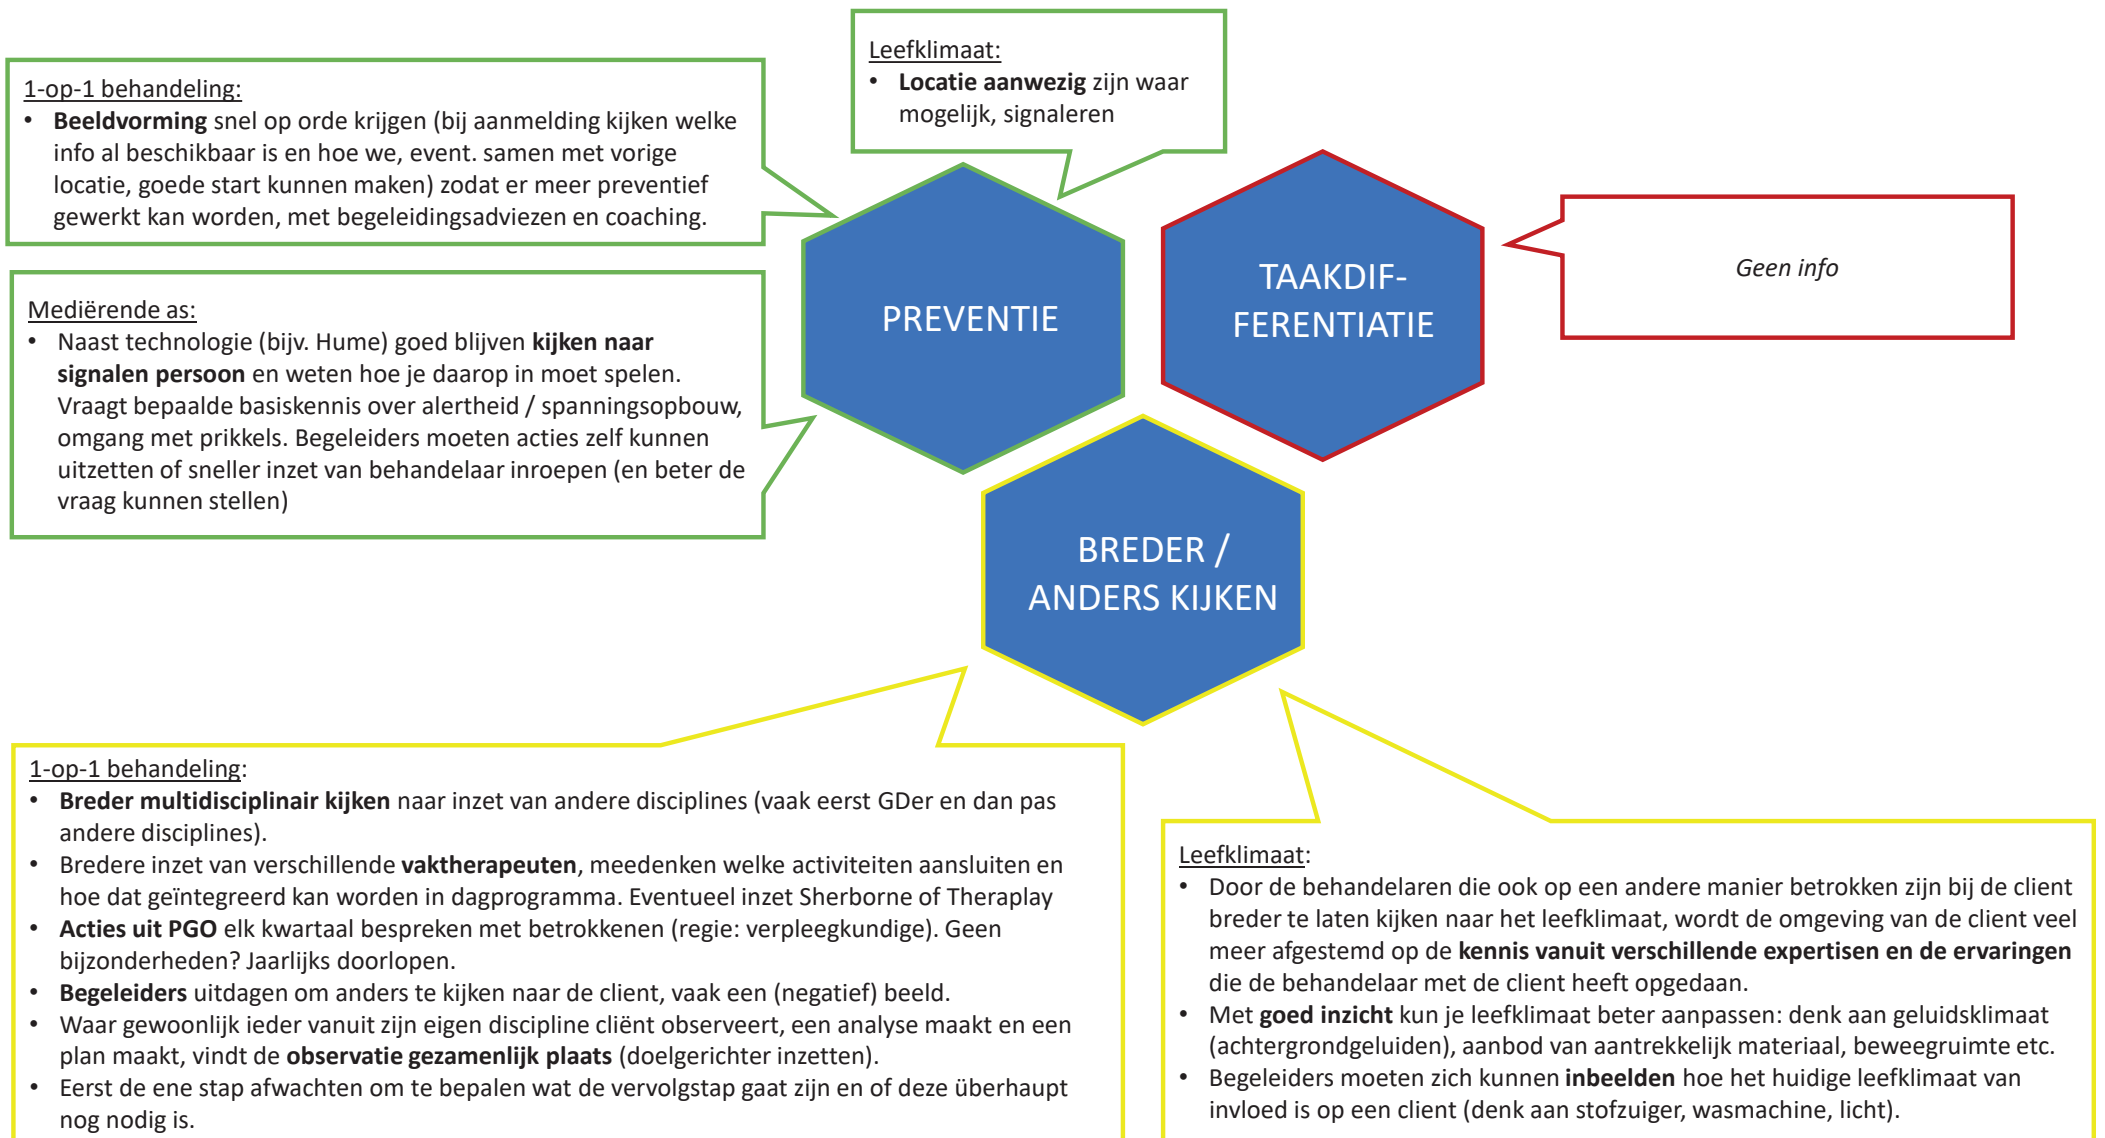 Leefklimaat:
• Locatie aanwezig zijn waar
mogelijk, signaleren
1-op-1 behandeling:
• Beeldvorming snel op orde krijgen (bij aanmelding kijken welke
info al beschikbaar is en hoe we, event. samen met vorige
locatie, goede start kunnen maken) zodat er meer preventief
gewerkt kan worden, met begeleidingsadviezen en coaching.
Mediërende as:
• Naast technologie (bijv. Hume) goed blijven kijken naar
signalen persoon en weten hoe je daarop in moet spelen.
Vraagt bepaalde basiskennis over alertheid / spanningsopbouw,
omgang met prikkels. Begeleiders moeten acties zelf kunnen
uitzetten of sneller inzet van behandelaar inroepen (en beter de
vraag kunnen stellen)
PREVENTIE
TAAKDIF-
FERENTIATIE
Geen info
BREDER /
ANDERS KIJKEN
1-op-1 behandeling:
• Breder multidisciplinair kijken naar inzet van andere disciplines (vaak eerst GDer en dan pas
andere disciplines).
• Bredere inzet van verschillende vaktherapeuten, meedenken welke activiteiten aansluiten en
hoe dat geïntegreerd kan worden in dagprogramma. Eventueel inzet Sherborne of Theraplay
• Acties uit PGO elk kwartaal bespreken met betrokkenen (regie: verpleegkundige). Geen
bijzonderheden? Jaarlijks doorlopen.
• Begeleiders uitdagen om anders te kijken naar de client, vaak een (negatief) beeld.
• Waar gewoonlijk ieder vanuit zijn eigen discipline cliënt observeert, een analyse maakt en een
plan maakt, vindt de observatie gezamenlijk plaats (doelgerichter inzetten).
• Eerst de ene stap afwachten om te bepalen wat de vervolgstap gaat zijn en of deze überhaupt
nog nodig is.
Leefklimaat:
• Door de behandelaren die ook op een andere manier betrokken zijn bij de client
breder te laten kijken naar het leefklimaat, wordt de omgeving van de client veel
meer afgestemd op de kennis vanuit verschillende expertisen en de ervaringen
die de behandelaar met de client heeft opgedaan.
• Met goed inzicht kun je leefklimaat beter aanpassen: denk aan geluidsklimaat
(achtergrondgeluiden), aanbod van aantrekkelijk materiaal, beweegruimte etc.
• Begeleiders moeten zich kunnen inbeelden hoe het huidige leefklimaat van
invloed is op een client (denk aan stofzuiger, wasmachine, licht).